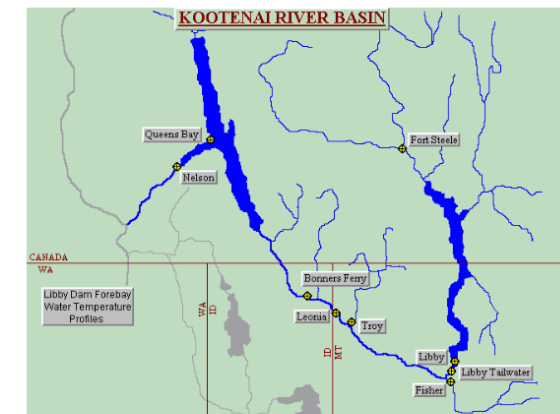 KOOTENAI RIVER BASIN
Queens Bay
Fort Steele
Nelson
CANADA
WA
Bonners Ferry
Libby Dam Forebay
Water Temperature
Profiles
WA
ID
Leonia
Troy
ID
MT
Libby
Libby Tailwater
Fisher